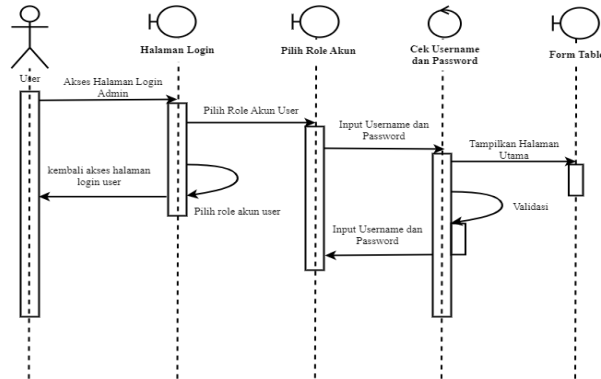 Halaman Login
Pilih Role Akun
Cek Username
dan Password
Form Table
User
Akses Halaman Login
Admin
Pilih Role Akun User
Input Username dan
Password
Tampilkan Halaman
Utama
kembali akses halaman
login user
Pilih role akun user
Validasi
Input Username dan
Password